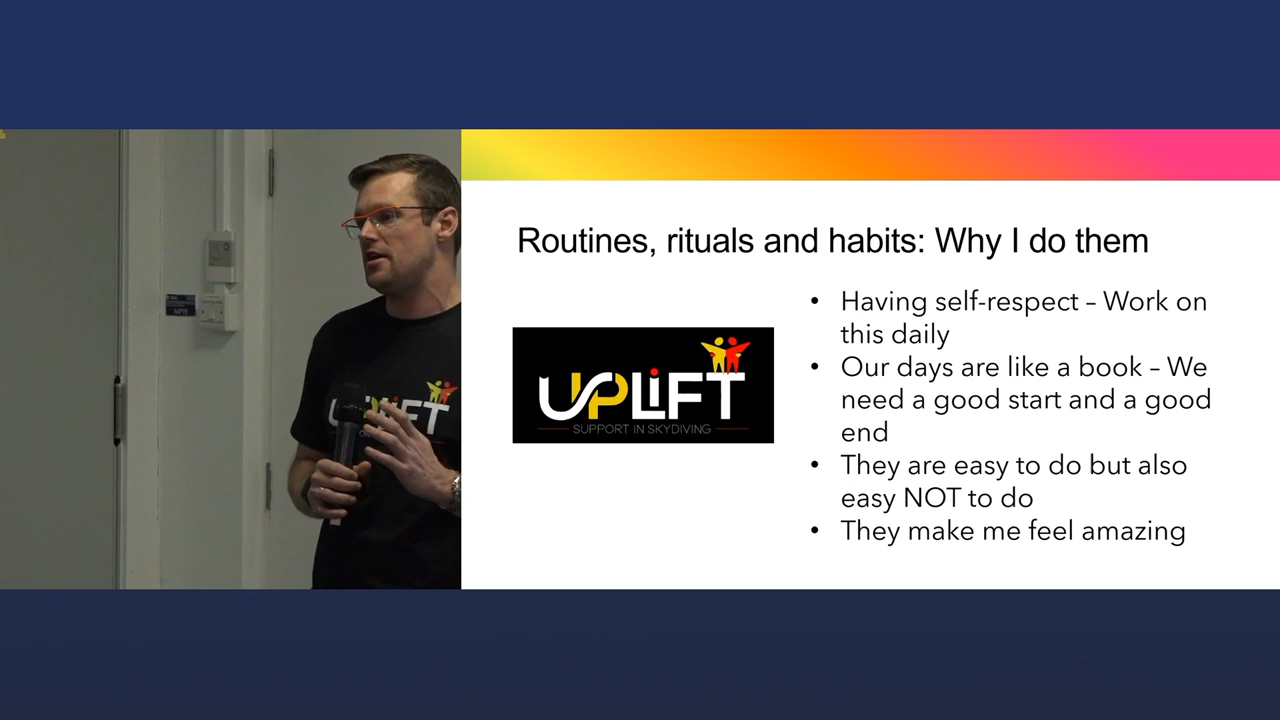 Routines, rituals and habits: Why I do them
UPLiFT
SUPPORT IN SKYDIVING
• Having self-respect – Work on
this daily
• Our days are like a book – We
need a good start and a good
end
• They are easy to do but also
easy NOT to do
• They make me feel amazing
UPLiFT